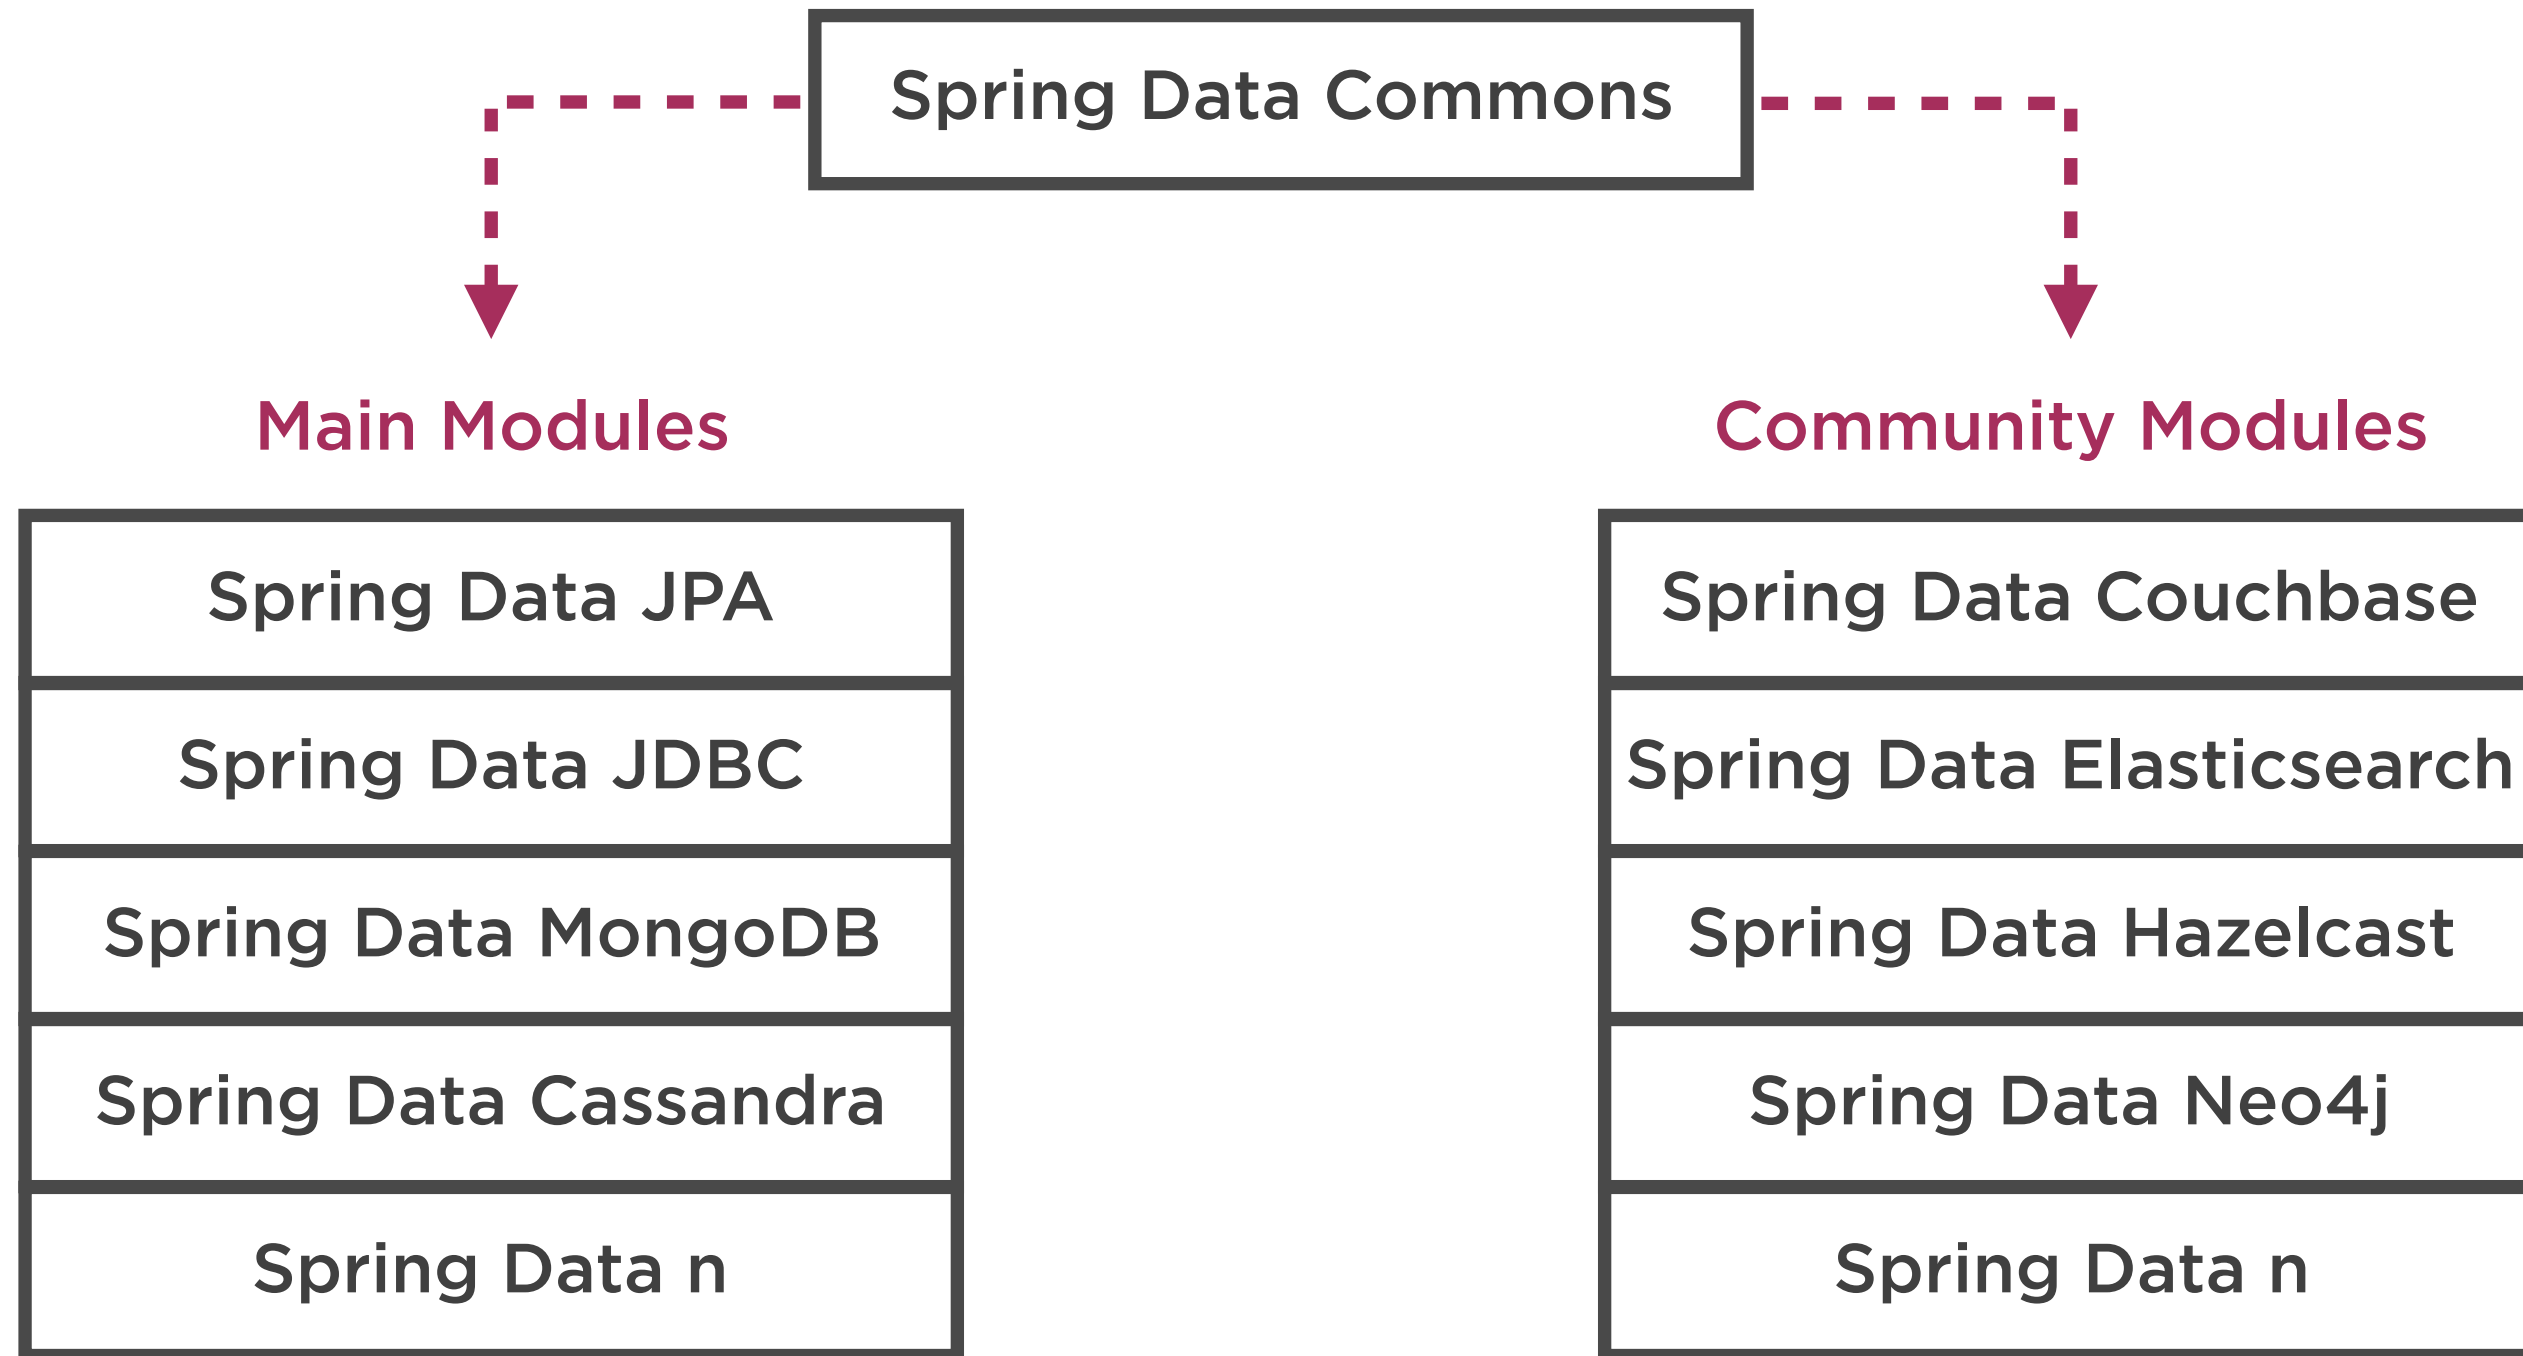 Spring Data Commons
Main Modules
Spring Data JPA
Spring Data JDBC
Spring Data MongoDB
Spring Data Cassandra
Spring Data n
Community Modules
Spring Data Couchbase
Spring Data Elasticsearch
Spring Data Hazelcast
Spring Data Neo4j
Spring Data n